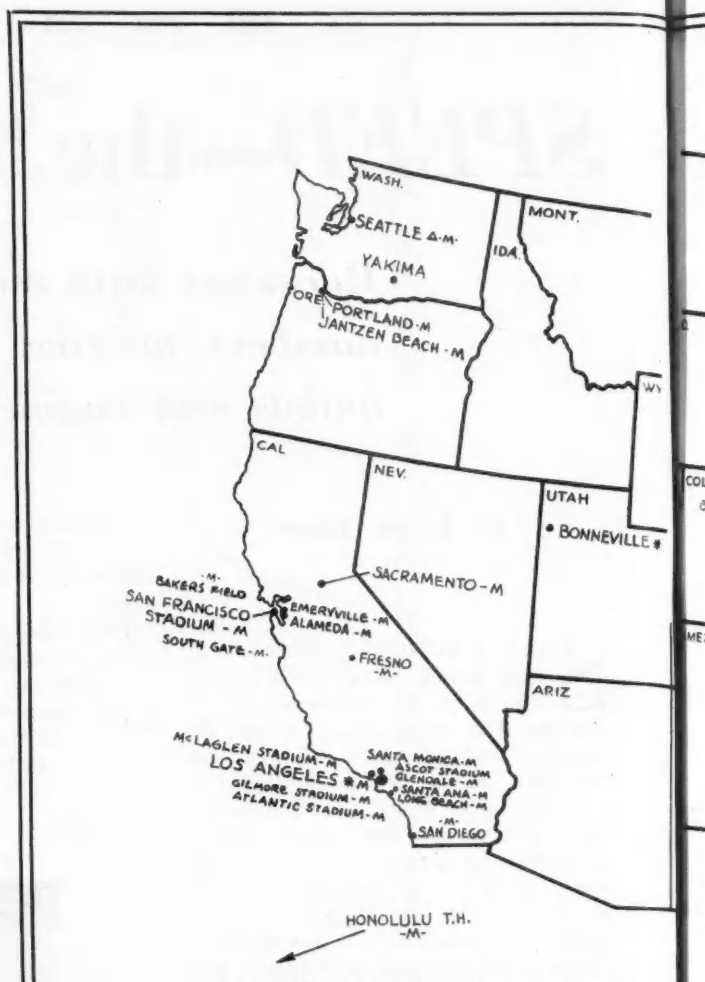 WASH.
SEATTLE Δ-M-
YAKIMA
MONT.
IDA.
ORE
PORTLAND-M
JANTZEN BEACH-M
WY
CAL
NEV.
UTAH
BONNEVILLE*
COL
SACRAMENTO-M
-M-
BAKERS FIELD
SAN FRANCISCO
STADIUM-M
EMERYVILLE-M
ALAMEDA-M
SOUTH GATE-M-
FRESNO
-M-
MEX
ARIZ
McLAGLEN STADIUM-M
LOS ANGELES*M
GILMORE STADIUM-M
ATLANTIC STADIUM-M
SANTA MONICA-M
ASCOT STADIUM
GLENDALE-M
SANTA ANA-M
LONG BEACH-M
-M-
SAN DIEGO
HONOLULU T.H.
-M-